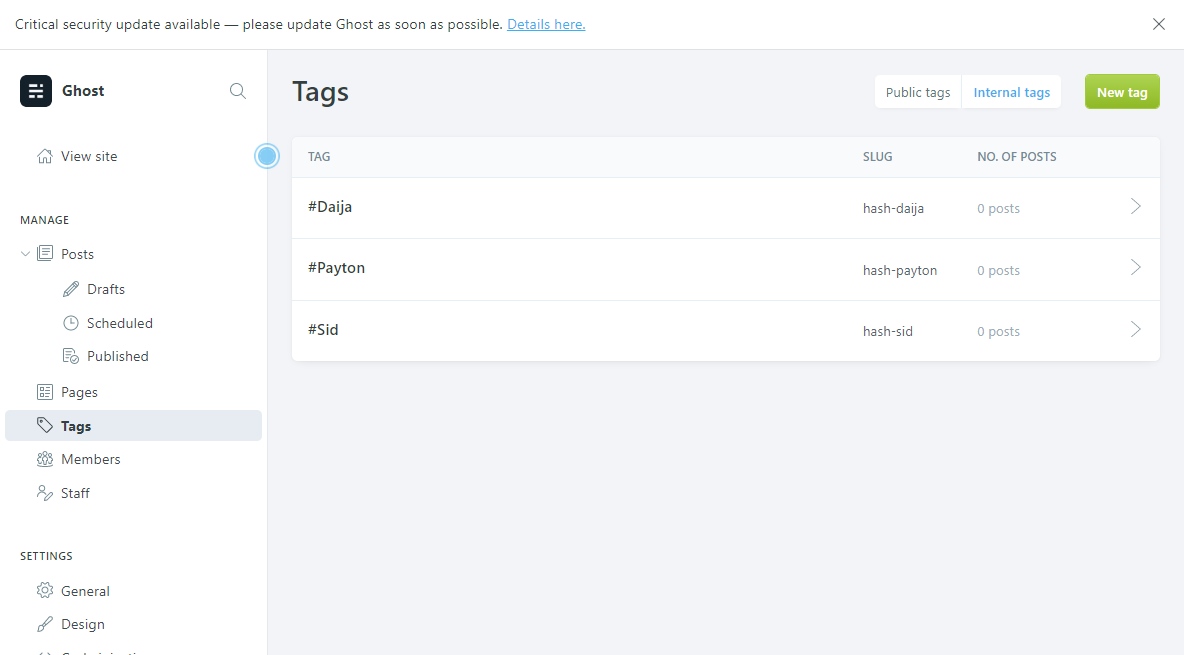 Critical security update available — please update Ghost as soon as possible. Details here.
Ghost
View site
MANAGE
Posts
Drafts
Scheduled
Published
Pages
Tags
Members
Staff
SETTINGS
General
Design
Tags
Public tags
Internal tags
New tag
TAG SLUG NO. OF POSTS
#Daija hash-daija 0 posts
#Payton hash-payton 0 posts
#Sid hash-sid 0 posts